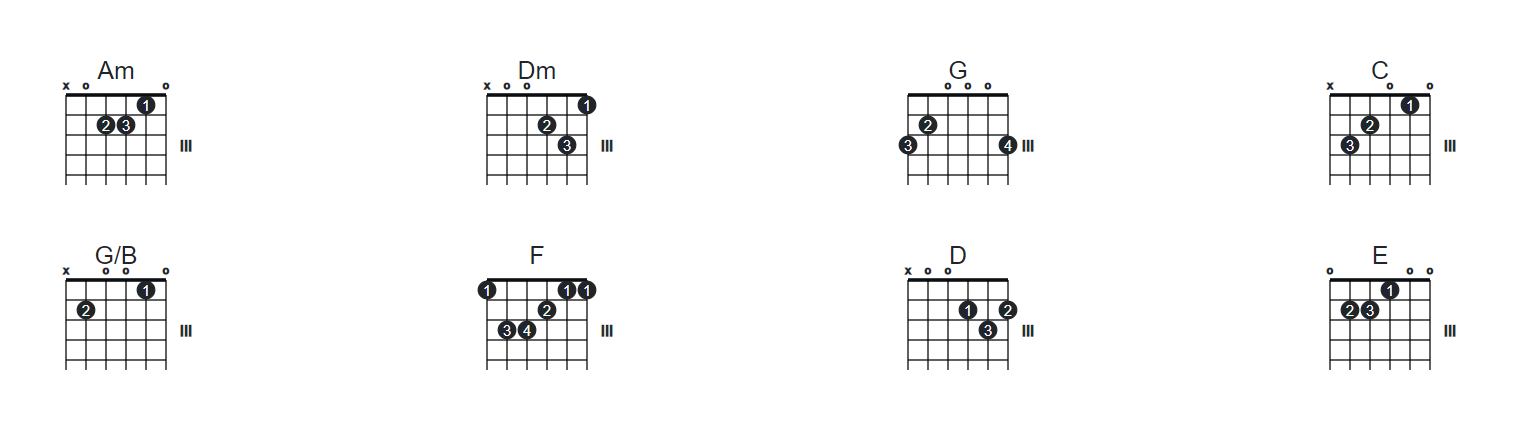 Am Dm G C
x o o x o o o o o x o o
1 1 1
2 3 2 2 2
III 3 III 3 4 III 3 III
G/B F D E
x o o o x o o o o o
1 1 1 1 1
2 2 1 2 2 3
III 3 4 III 3 III III